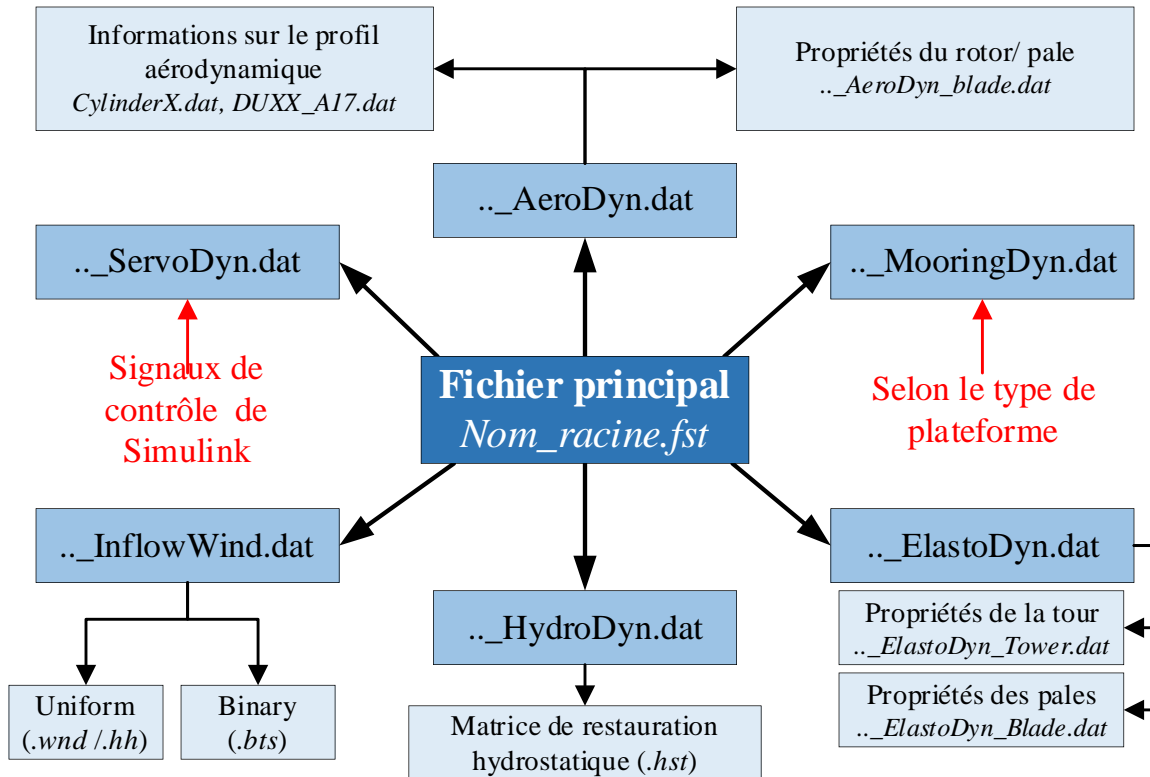 Informations sur le profil
aérodynamique
CylinderX.dat, DUXX_A17.dat
Propriétés du rotor/ pale
.._AeroDyn_blade.dat
.._AeroDyn.dat
.._ServoDyn.dat
.._MooringDyn.dat
Signaux de
contrôle de
Simulink
Fichier principal
Nom_racine.fst
Selon le type de
plateforme
.._InflowWind.dat
.._ElastoDyn.dat
.._HydroDyn.dat
Propriétés de la tour
.._ElastoDyn_Tower.dat
Propriétés des pales
.._ElastoDyn_Blade.dat
Uniform
(.wnd /.hh)
Binary
(.bts)
Matrice de restauration
hydrostatique (.hst)